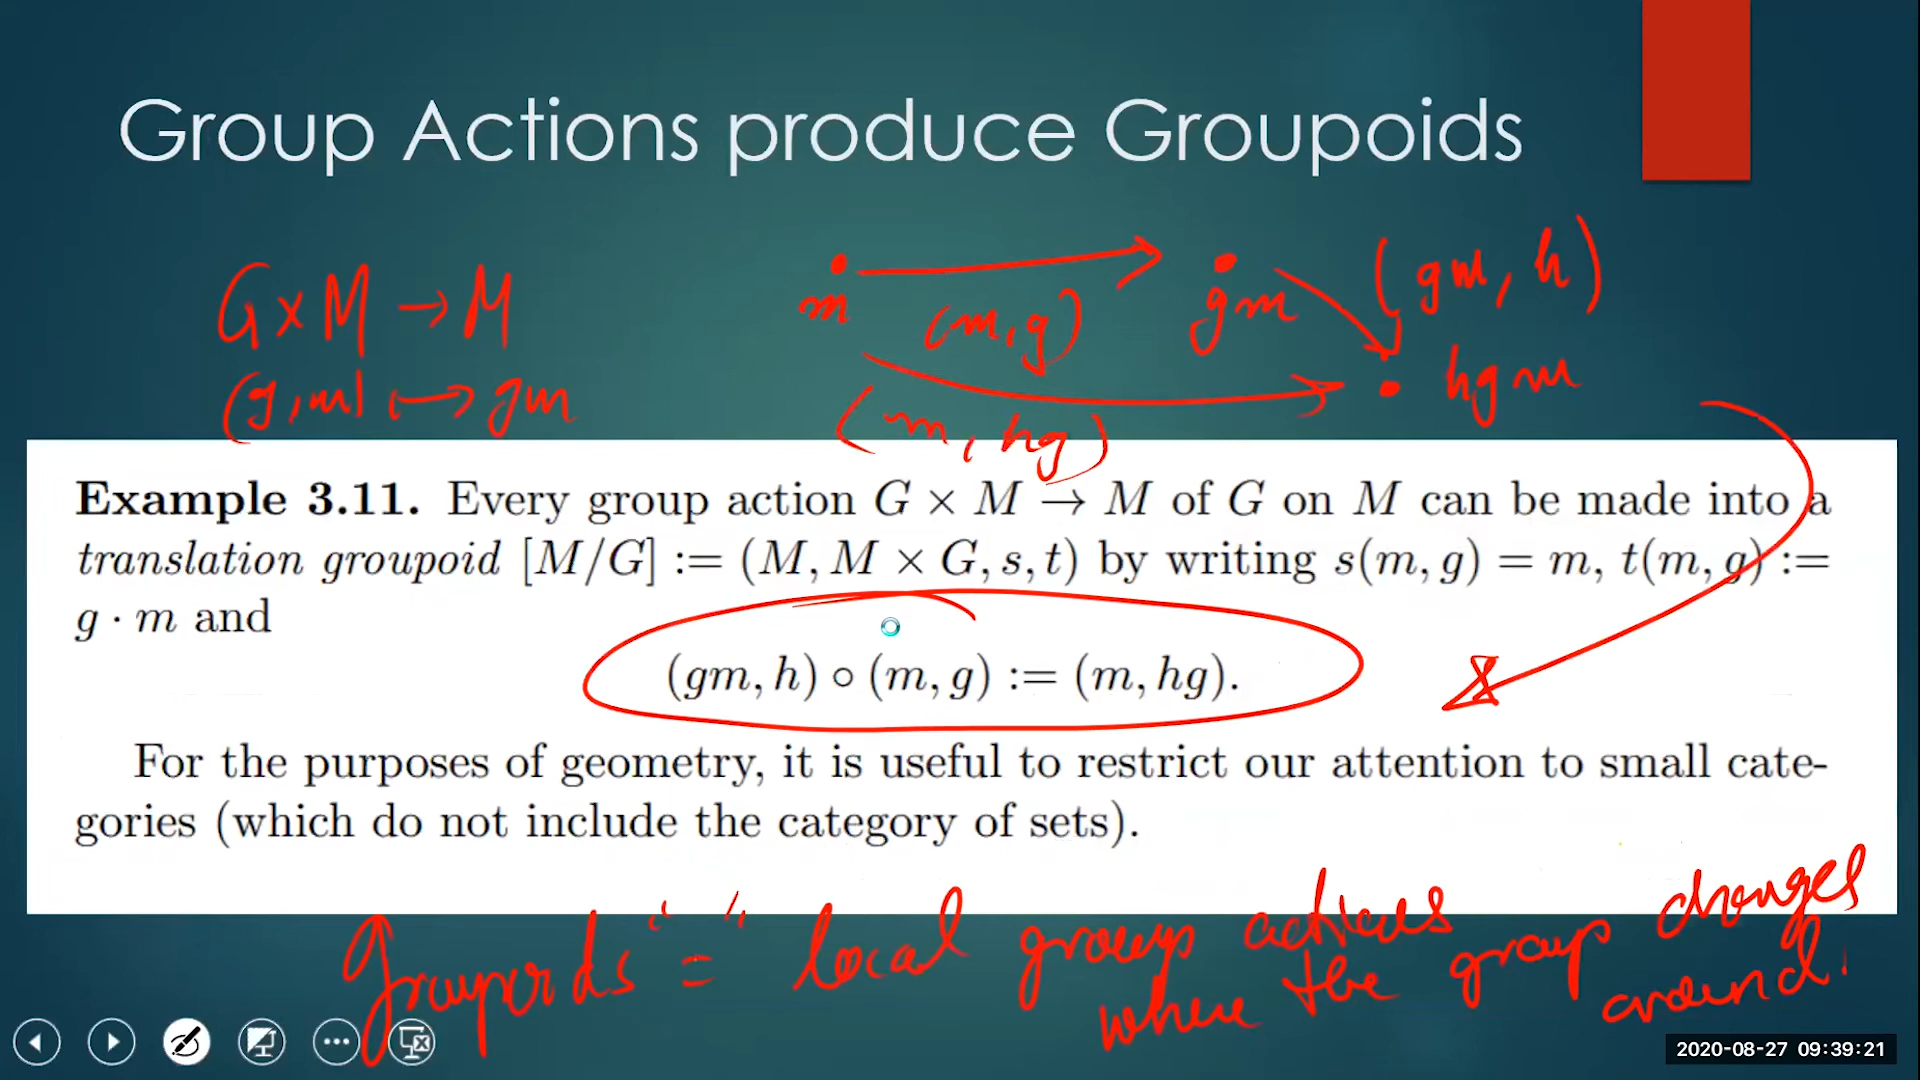 Group Actions produce Groupoids
G × M → M
(g, m) ↦ gm
m
(m, g)
gm
(gm, h)
hgm
(m, hg)
Example 3.11. Every group action G × M → M of G on M can be made into a
translation groupoid [M/G] := (M, M × G, s, t) by writing s(m, g) = m, t(m, g) :=
g · m and
(gm, h) ∘ (m, g) := (m, hg).
For the purposes of geometry, it is useful to restrict our attention to small cate-
gories (which do not include the category of sets).
Groupoids "=" local group actions
where the group changes
around.
2020-08-27 09:39:21